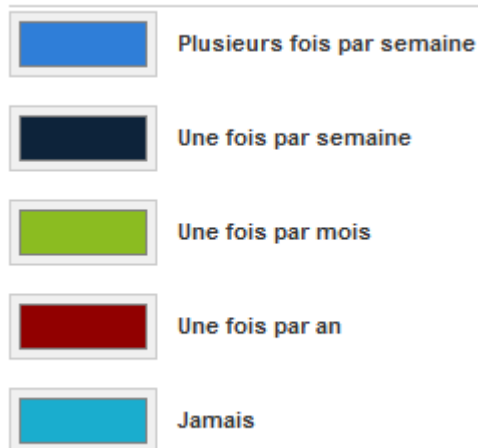 Plusieurs fois par semaine
Une fois par semaine
Une fois par mois
Une fois par an
Jamais